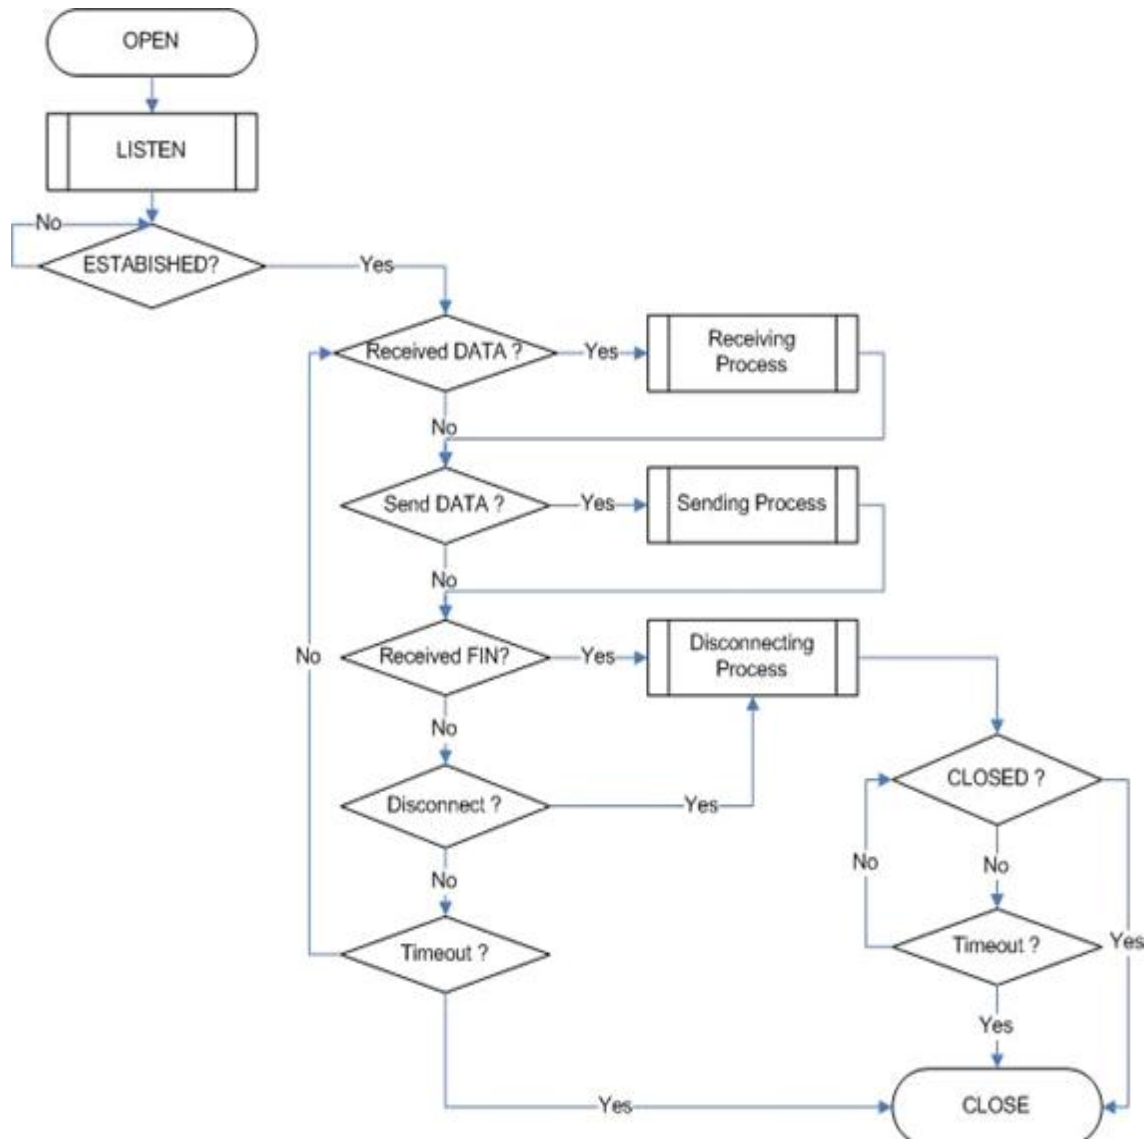 OPEN
LISTEN
No
ESTABISHED?
Yes
Received DATA ?
Yes
Receiving
Process
No
Send DATA ?
Yes
Sending Process
No
Received FIN?
Yes
Disconnecting
Process
No
No
Disconnect ?
Yes
CLOSED ?
No
No
No
Timeout ?
Timeout ?
Yes
Yes
Yes
CLOSE